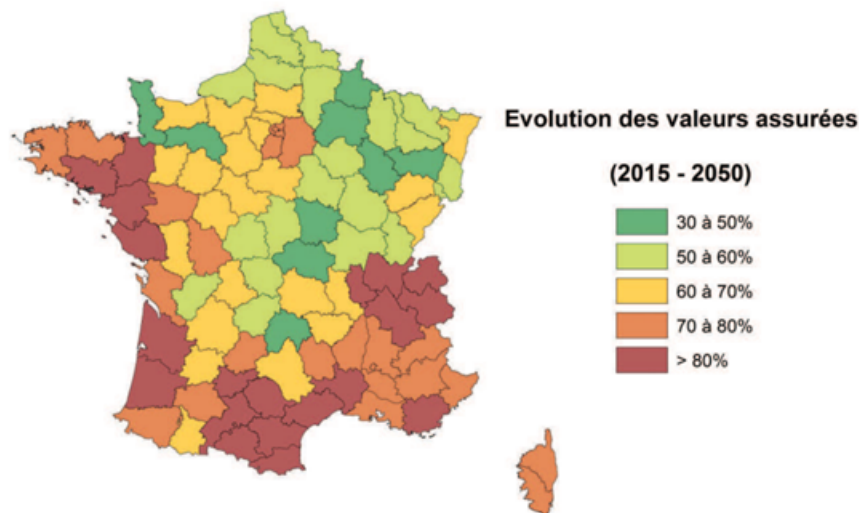 Evolution des valeurs assurées
(2015 - 2050)
30 à 50%
50 à 60%
60 à 70%
70 à 80%
> 80%